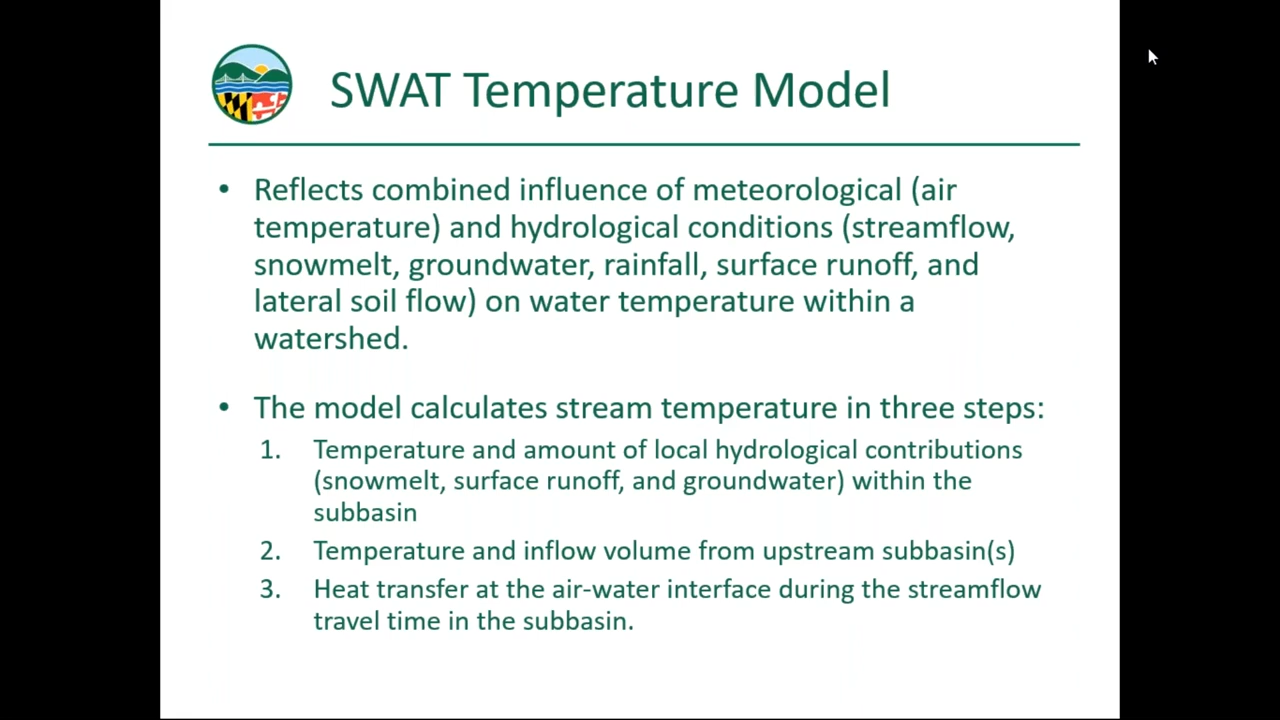 SWAT Temperature Model
• Reflects combined influence of meteorological (air
temperature) and hydrological conditions (streamflow,
snowmelt, groundwater, rainfall, surface runoff, and
lateral soil flow) on water temperature within a
watershed.
• The model calculates stream temperature in three steps:
1. Temperature and amount of local hydrological contributions
(snowmelt, surface runoff, and groundwater) within the
subbasin
2. Temperature and inflow volume from upstream subbasin(s)
3. Heat transfer at the air-water interface during the streamflow
travel time in the subbasin.